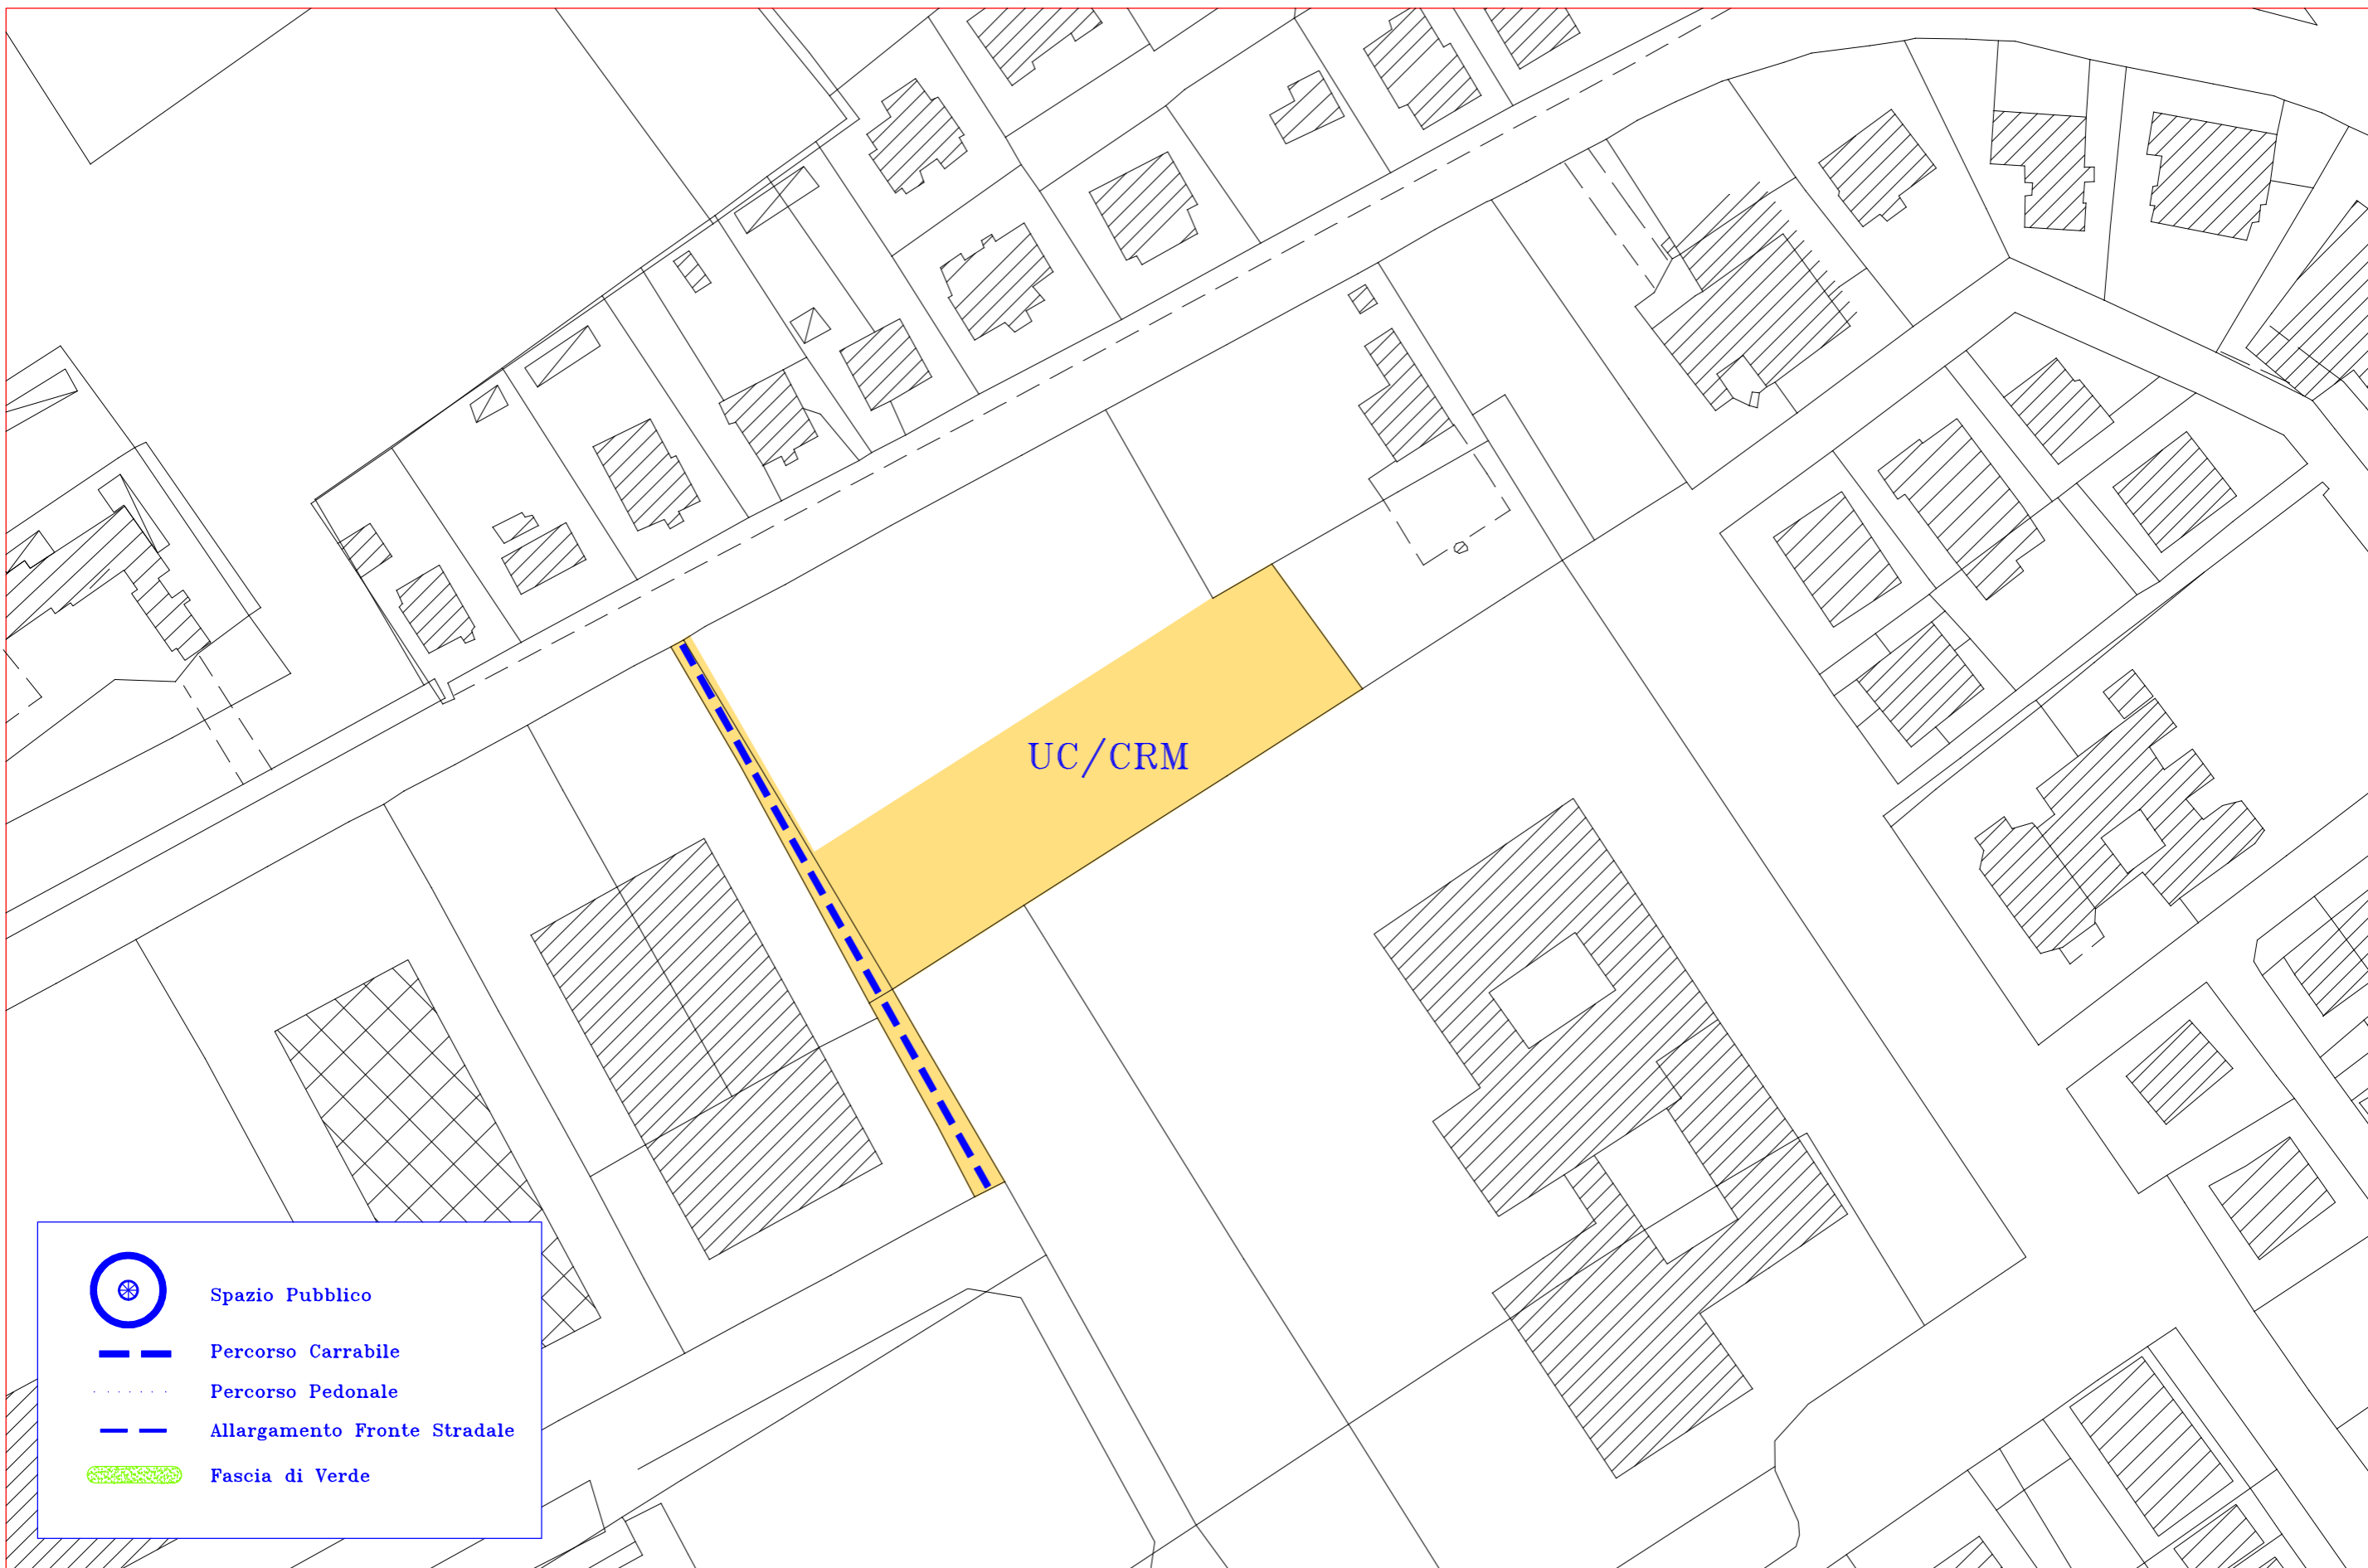 UC/CRM
Spazio Pubblico
Percorso Carrabile
Percorso Pedonale
Allargamento Fronte Stradale
Fascia di Verde